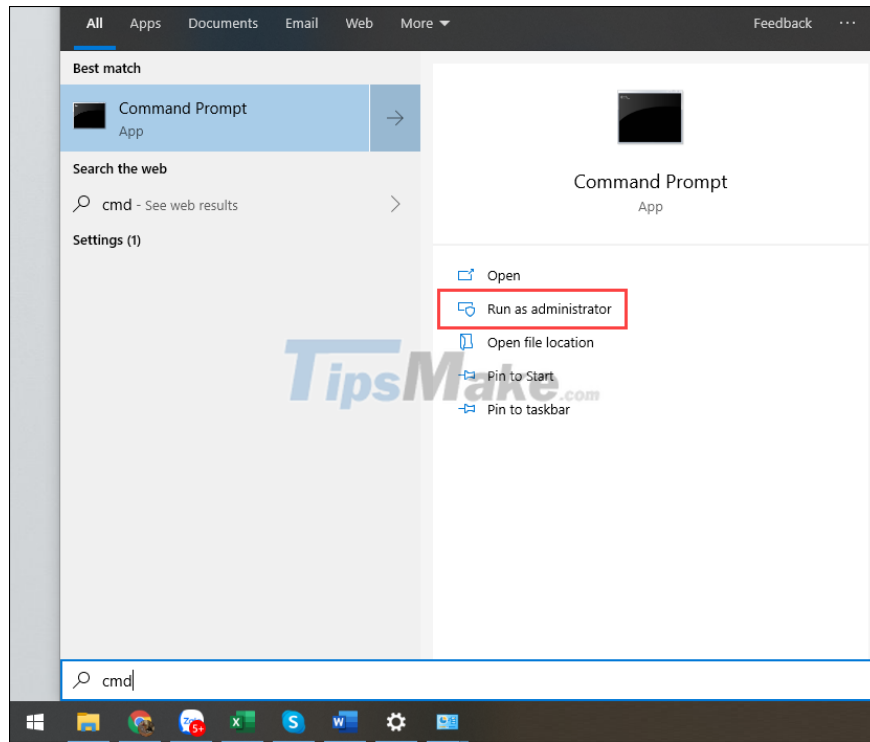 All Apps Documents Email Web More Feedback ...
Best match
Command Prompt
App
Search the web
cmd - See web results
Settings (1)
Command Prompt
App
Open
Run as administrator
Open file location
Pin to Start
Pin to taskbar
TipsMake.com
cmd
Zalo
5+
X
S
W